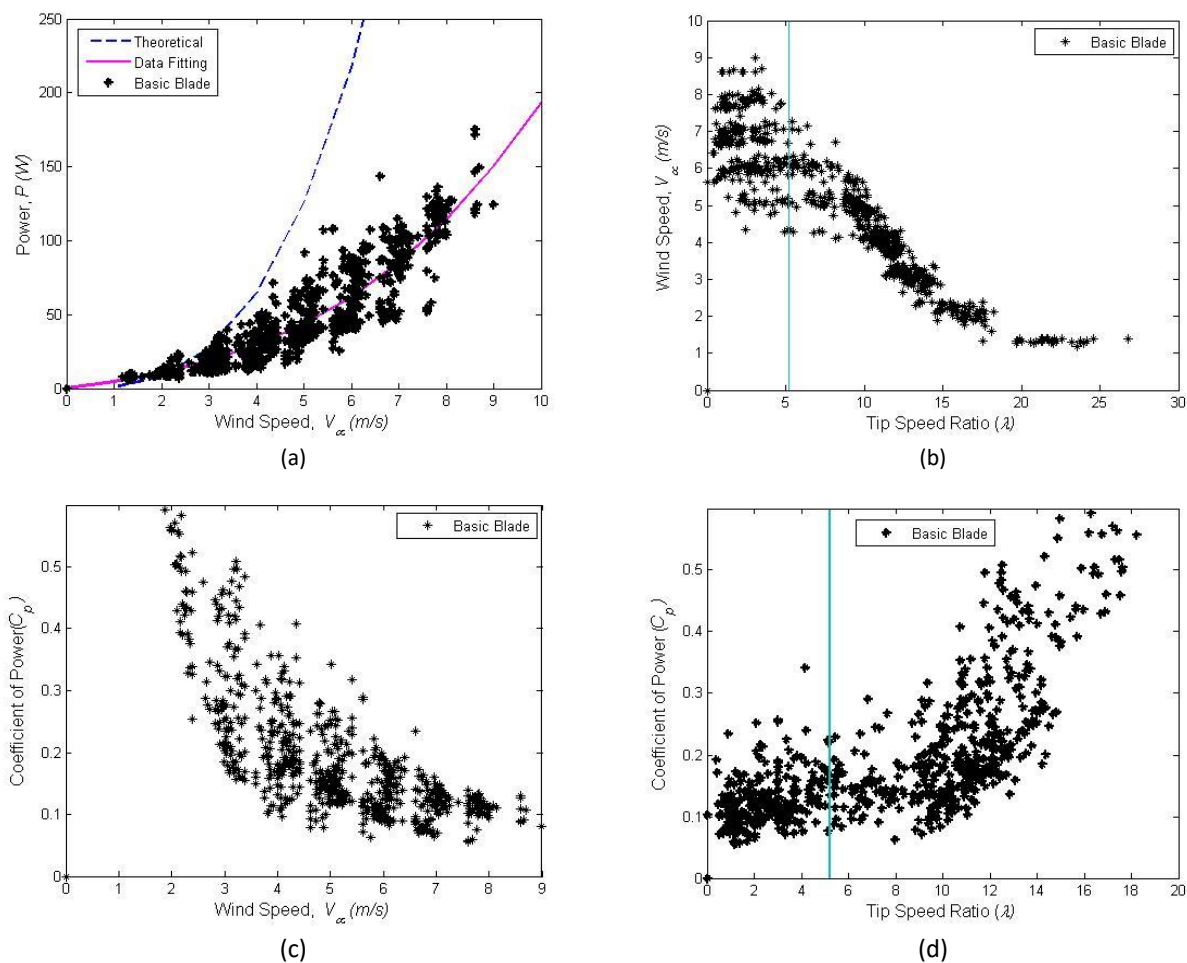 250
200
150
100
50
0
Power, P (W)
Theoretical
Data Fitting
Basic Blade
0 1 2 3 4 5 6 7 8 9 10
Wind Speed, V∝ (m/s)
(a)
10
9
8
7
6
5
4
3
2
1
0
Wind Speed, V∝ (m/s)
Basic Blade
0 5 10 15 20 25 30
Tip Speed Ratio (λ)
(b)
0.5
0.4
0.3
0.2
0.1
0
Coefficient of Power(Cp)
Basic Blade
0 1 2 3 4 5 6 7 8 9
Wind Speed, V∝ (m/s)
(c)
0.5
0.4
0.3
0.2
0.1
0
Coefficient of Power (Cp)
Basic Blade
0 2 4 6 8 10 12 14 16 18 20
Tip Speed Ratio (λ)
(d)